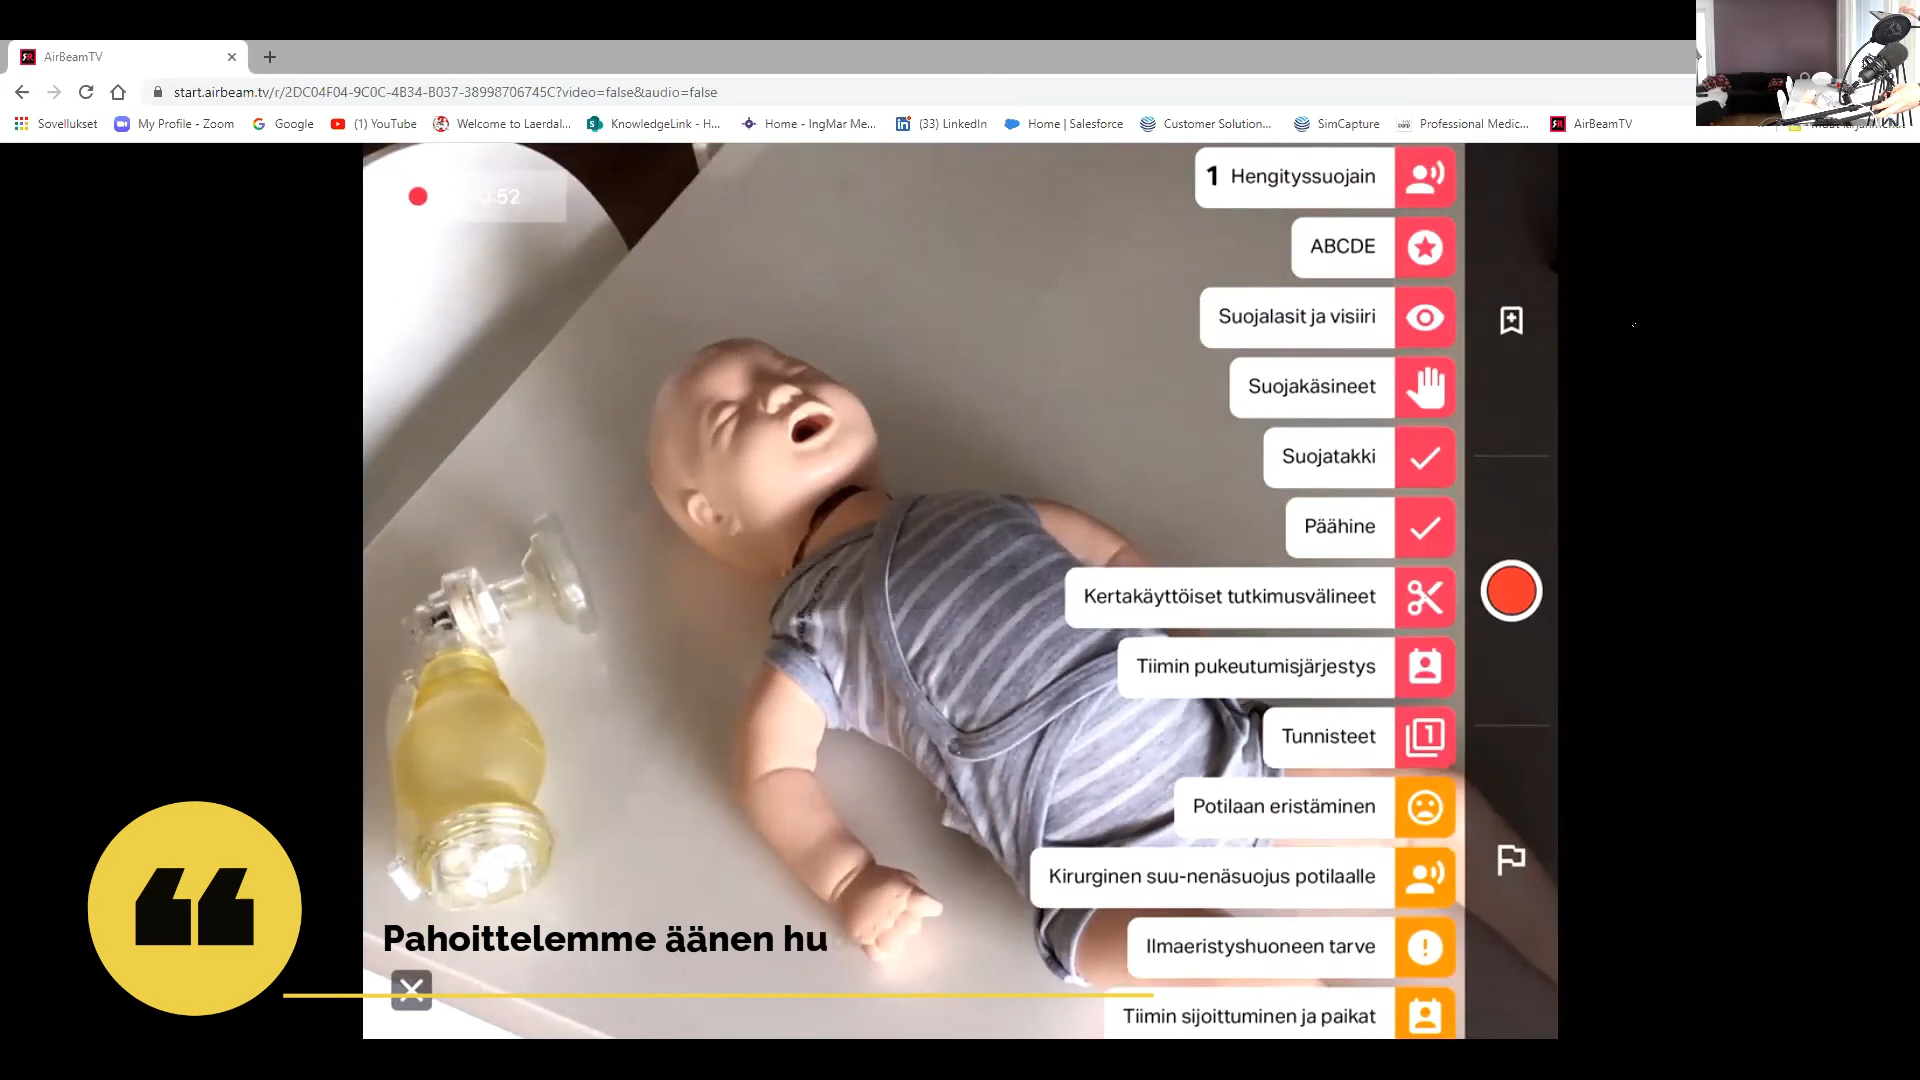 AirBeamTV
start.airbeam.tv/r/2DC04F04-9C0C-4B34-B037-38998706745C?video=false&audio=false
Sovellukset My Profile - Zoom Google (1) YouTube Welcome to Laerdal... KnowledgeLink - H... Home - IngMar Me... (33) LinkedIn Home | Salesforce Customer Solution... SimCapture Professional Medic... AirBeamTV
:52
1 Hengityssuojain
ABCDE
Suojalasit ja visiiri
Suojakäsineet
Suojatakki
Päähine
Kertakäyttöiset tutkimusvälineet
Tiimin pukeutumisjärjestys
Tunnisteet
Potilaan eristäminen
Kirurginen suu-nenäsuojus potilaalle
Ilmaeristyshuoneen tarve
Tiimin sijoittuminen ja paikat
Pahoittelemme äänen hu